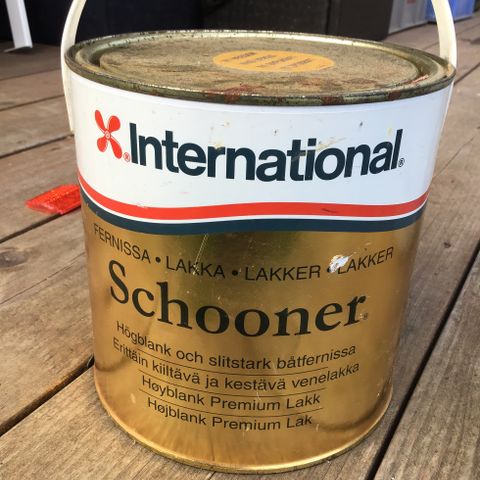 International®
FERNISSA • LAKKA • LAKKER • LAKKER
Schooner®
Högblank och slitstark båtfernissa
Erittäin kiiltävä ja kestävä venelakka
Høyblank Premium Lakk
Højblank Premium Lak